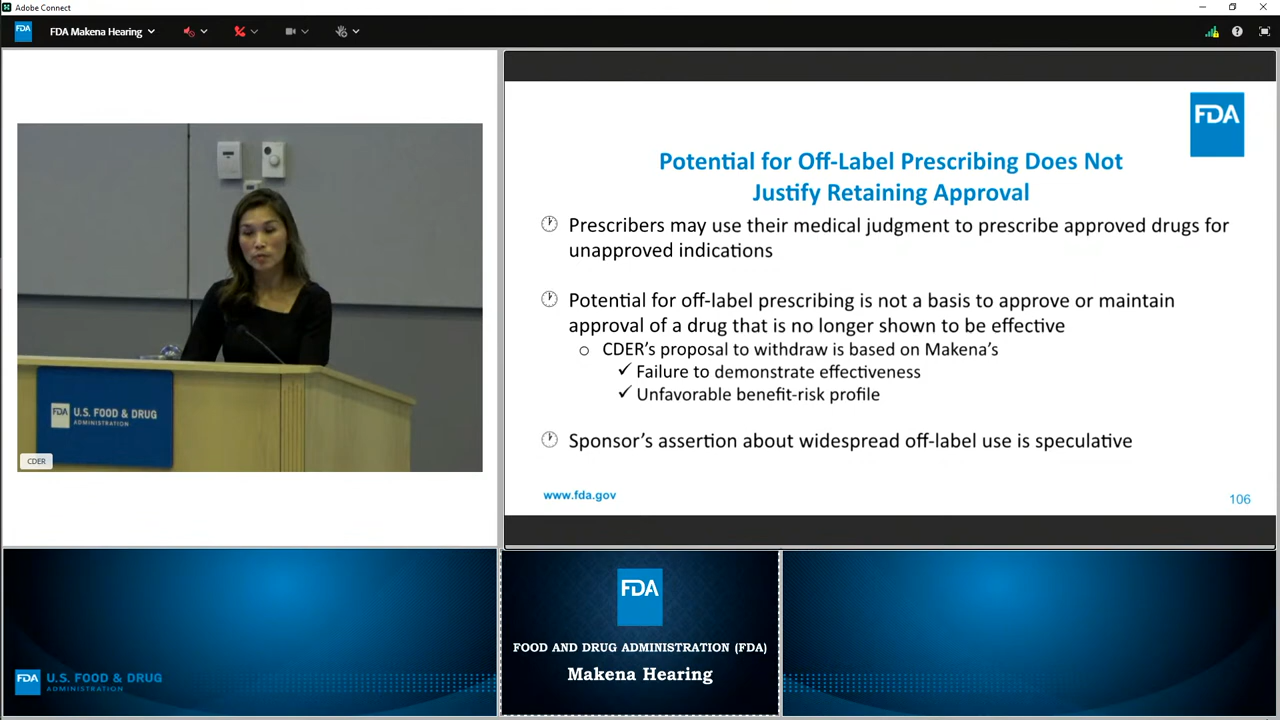 Adobe Connect
FDA
FDA Makena Hearing
FDA
U.S. FOOD & DRUG
ADMINISTRATION
CDER
FDA
Potential for Off-Label Prescribing Does Not
Justify Retaining Approval
Prescribers may use their medical judgment to prescribe approved drugs for
unapproved indications
Potential for off-label prescribing is not a basis to approve or maintain
approval of a drug that is no longer shown to be effective
o CDER's proposal to withdraw is based on Makena's
✓ Failure to demonstrate effectiveness
✓ Unfavorable benefit-risk profile
Sponsor's assertion about widespread off-label use is speculative
www.fda.gov
106
FDA
U.S. FOOD & DRUG
ADMINISTRATION
FDA
FOOD AND DRUG ADMINISTRATION (FDA)
Makena Hearing